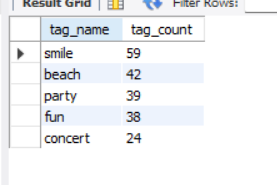 Result Grid Filter Rows:
tag_name tag_count
smile 59
beach 42
party 39
fun 38
concert 24